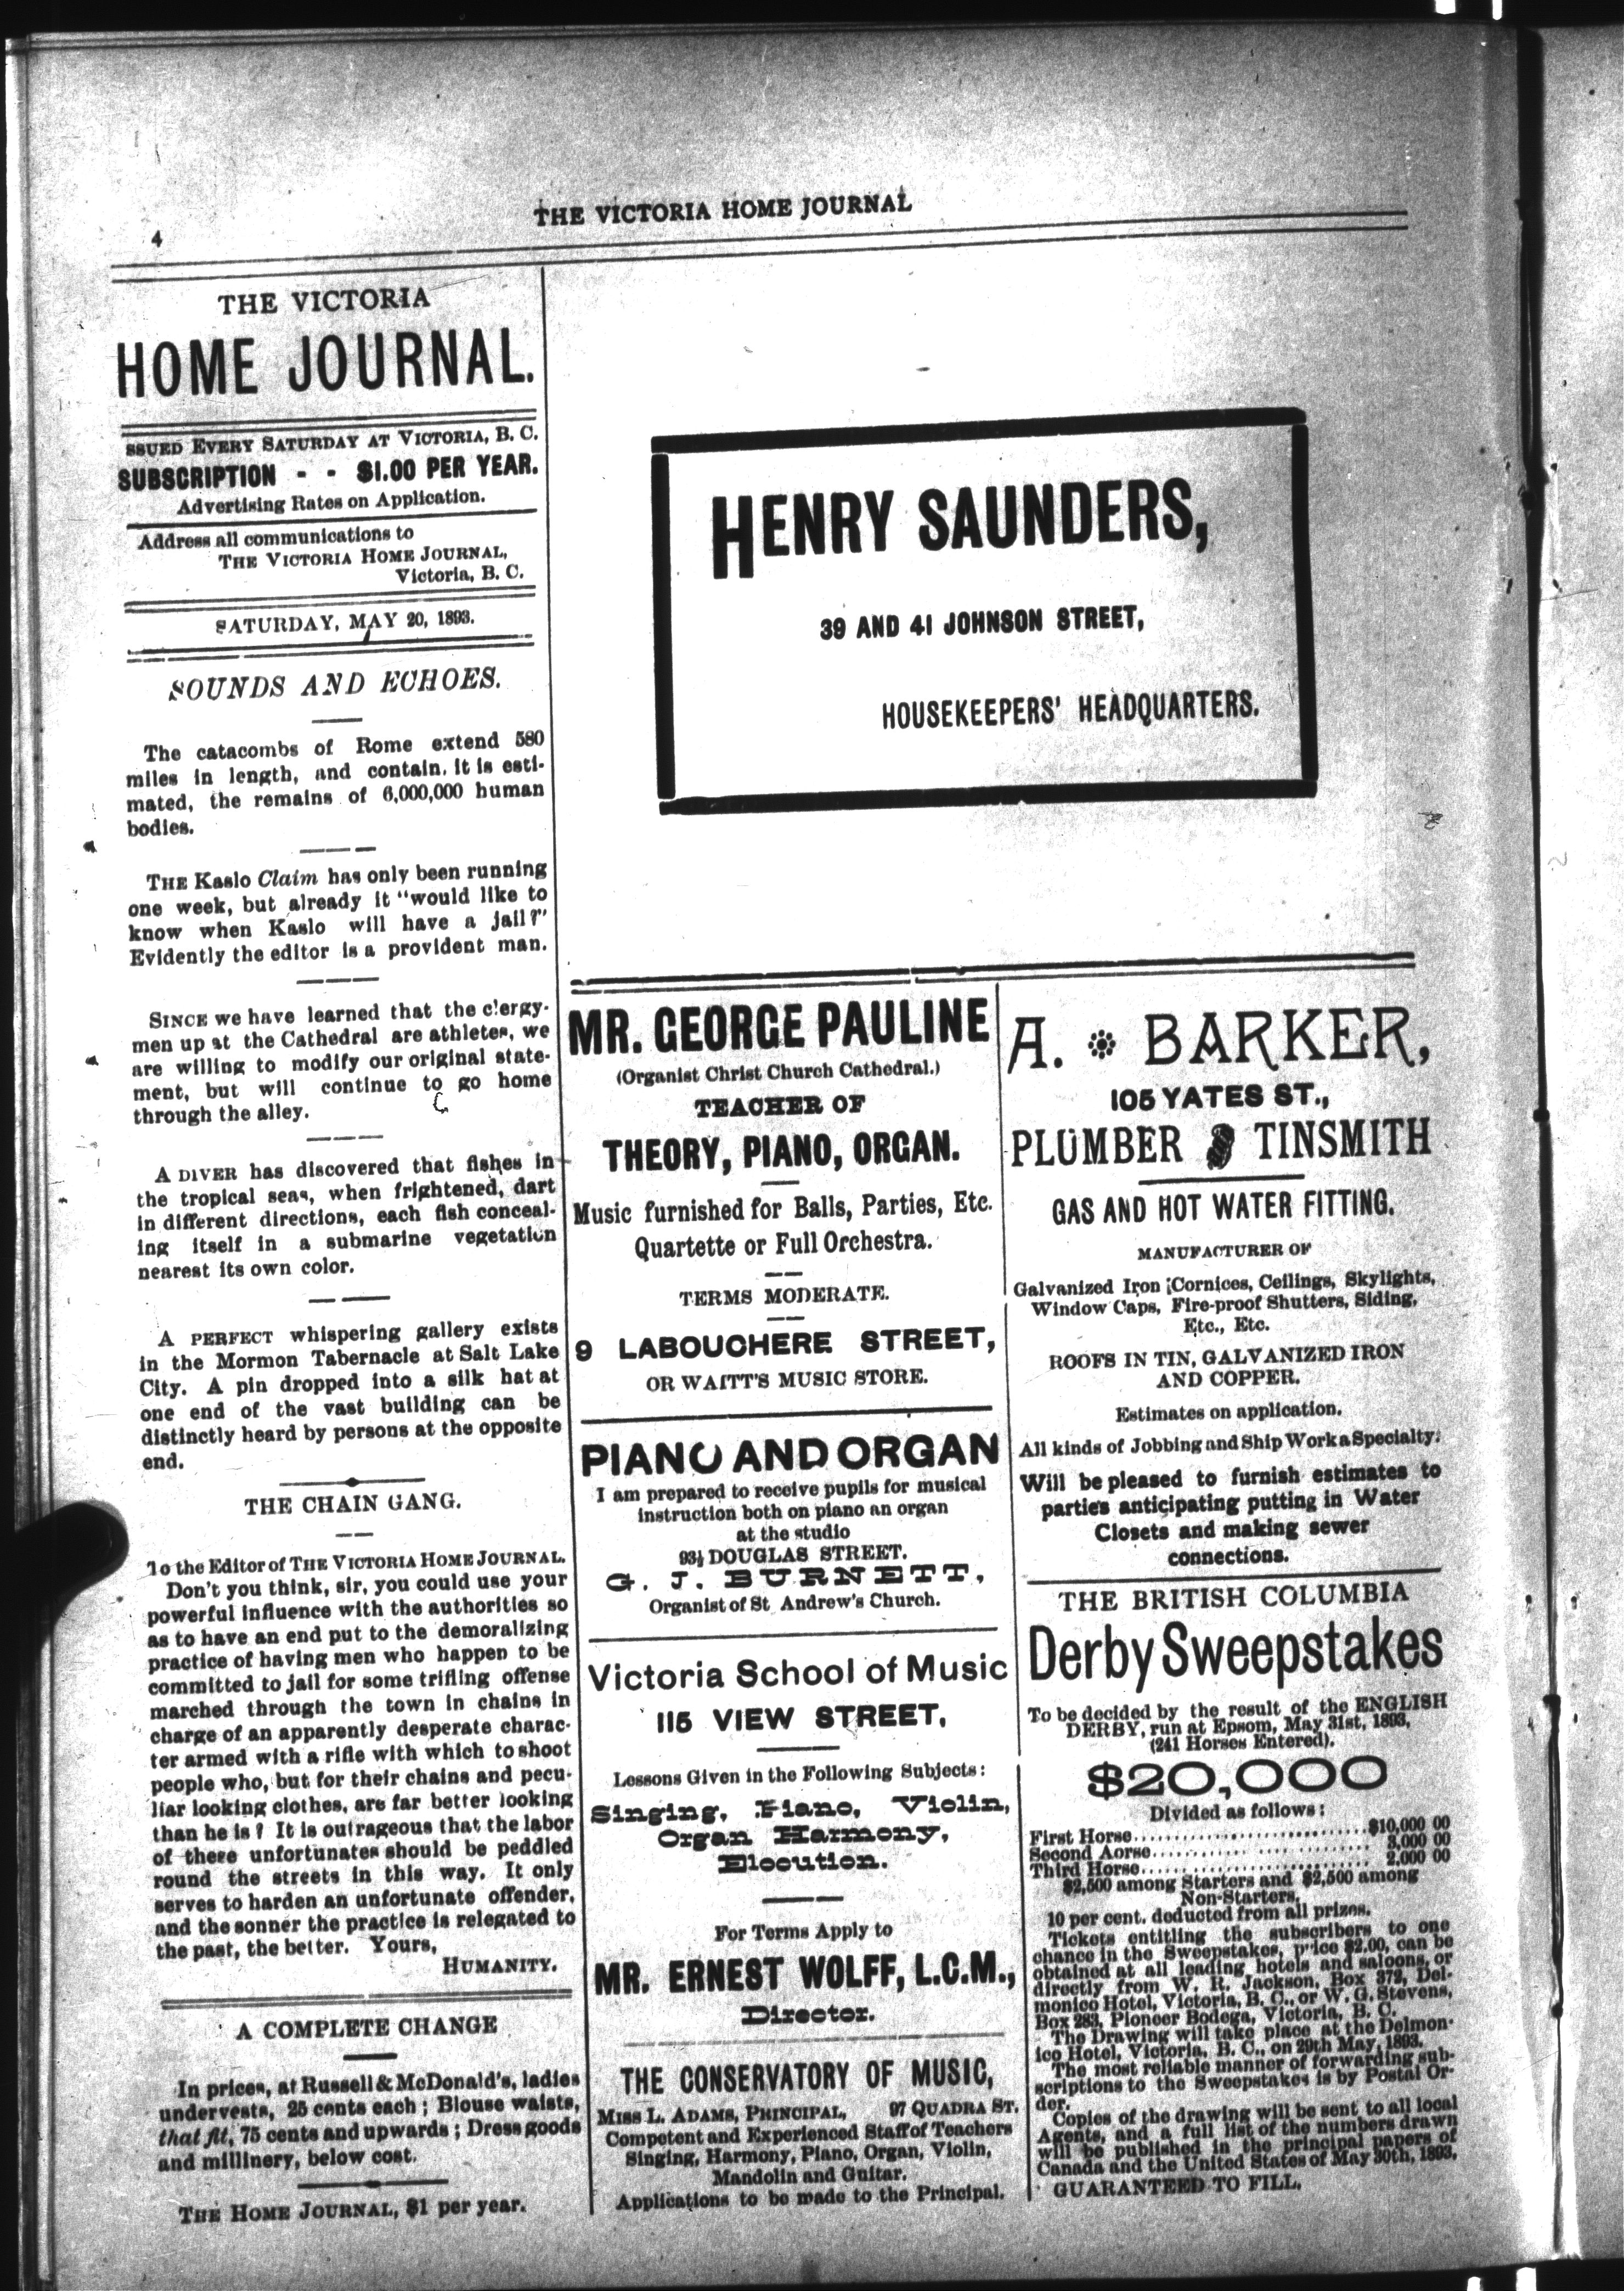 THE VICTORIA HOME JOURNAL
4
THE VICTORIA
HOME JOURNAL.
ISSUED EVERY SATURDAY AT VICTORIA, B. C.
SUBSCRIPTION - - $1.00 PER YEAR.
Advertising Rates on Application.
Address all communications to
THE VICTORIA HOME JOURNAL,
Victoria, B. C.
SATURDAY, MAY 20, 1893.
SOUNDS AND ECHOES.
The catacombs of Rome extend 580
miles in length, and contain, it is esti-
mated, the remains of 6,000,000 human
bodies.
THE Kaslo Claim has only been running
one week, but already it "would like to
know when Kaslo will have a jail?"
Evidently the editor is a provident man.
SINCE we have learned that the clergy-
men up at the Cathedral are athletes, we
are willing to modify our original state-
ment, but will continue to go home
through the alley.
A DIVER has discovered that fishes in
the tropical seas, when frightened, dart
in different directions, each fish conceal-
ing itself in a submarine vegetation
nearest its own color.
A PERFECT whispering gallery exists
in the Mormon Tabernacle at Salt Lake
City. A pin dropped into a silk hat at
one end of the vast building can be
distinctly heard by persons at the opposite
end.
THE CHAIN GANG.
To the Editor of THE VICTORIA HOME JOURNAL.
Don't you think, sir, you could use your
powerful influence with the authorities so
as to have an end put to the demoralizing
practice of having men who happen to be
committed to jail for some trifling offense
marched through the town in chains in
charge of an apparently desperate charac-
ter armed with a rifle with which to shoot
people who, but for their chains and pecu-
liar looking clothes, are far better looking
than he is? It is outrageous that the labor
of these unfortunates should be peddled
round the streets in this way. It only
serves to harden an unfortunate offender,
and the sonner the practice is relegated to
the past, the better. Yours,
HUMANITY.
A COMPLETE CHANGE
In prices, at Russell & McDonald's, ladies
undervests, 25 cents each; Blouse waists,
that fit, 75 cents and upwards; Dress goods
and millinery, below cost.
THE HOME JOURNAL, $1 per year.
HENRY SAUNDERS,
39 AND 41 JOHNSON STREET,
HOUSEKEEPERS' HEADQUARTERS.
MR. GEORGE PAULINE
(Organist Christ Church Cathedral.)
TEACHER OF
THEORY, PIANO, ORGAN.
Music furnished for Balls, Parties, Etc.
Quartette or Full Orchestra.
TERMS MODERATE.
9 LABOUCHERE STREET,
OR WAITT'S MUSIC STORE.
PIANO AND ORGAN
I am prepared to receive pupils for musical
instruction both on piano an organ
at the studio
93½ DOUGLAS STREET.
G. J. BURNETT,
Organist of St Andrew's Church.
Victoria School of Music
115 VIEW STREET,
Lessons Given in the Following Subjects:
Singing, Piano, Violin,
Organ Harmony,
Elocution.
For Terms Apply to
MR. ERNEST WOLFF, L.C.M.,
Director.
THE CONSERVATORY OF MUSIC,
MISS L. ADAMS, PRINCIPAL, 97 QUADRA ST.
Competent and Experienced Staff of Teachers
Singing, Harmony, Piano, Organ, Violin,
Mandolin and Guitar.
Applications to be made to the Principal.
A. BARKER,
105 YATES ST.,
PLUMBER TINSMITH
GAS AND HOT WATER FITTING.
MANUFACTURER OF
Galvanized Iron Cornices, Ceilings, Skylights,
Window Caps, Fire-proof Shutters, Siding,
Etc., Etc.
ROOFS IN TIN, GALVANIZED IRON
AND COPPER.
Estimates on application.
All kinds of Jobbing and Ship Work a Specialty.
Will be pleased to furnish estimates to
parties anticipating putting in Water
Closets and making sewer
connections.
THE BRITISH COLUMBIA
Derby Sweepstakes
To be decided by the result of the ENGLISH
DERBY, run at Epsom, May 31st, 1893,
(241 Horses Entered).
$20,000
Divided as follows:
First Horse......$10,000 00
Second Aorse...... 3,000 00
Third Horse...... 2.000 00
$2,500 among Starters and $2,500 among
Non-Starters.
10 per cent. deducted from all prizes.
Tickets entitling the subscribers to one
chance in the Sweepstakes, price $2.00, can be
obtained at all leading hotels and saloons, or
directly from W. R. Jackson, Box 372, Del-
monico Hotel, Victoria, B. C., or W. G. Stevens,
Box 283, Pioneer Bodega, Victoria, B. C.
The Drawing will take place at the Delmon-
ico Hotel, Victoria, B. C., on 29th May, 1893.
The most reliable manner of forwarding sub-
scriptions to the Sweepstakes is by Postal Or-
der.
Copies of the drawing will be sent to all local
Agents, and a full list of the numbers drawn
will be published in the principal papers of
Canada and the United States of May 30th, 1893.
GUARANTEED TO FILL.